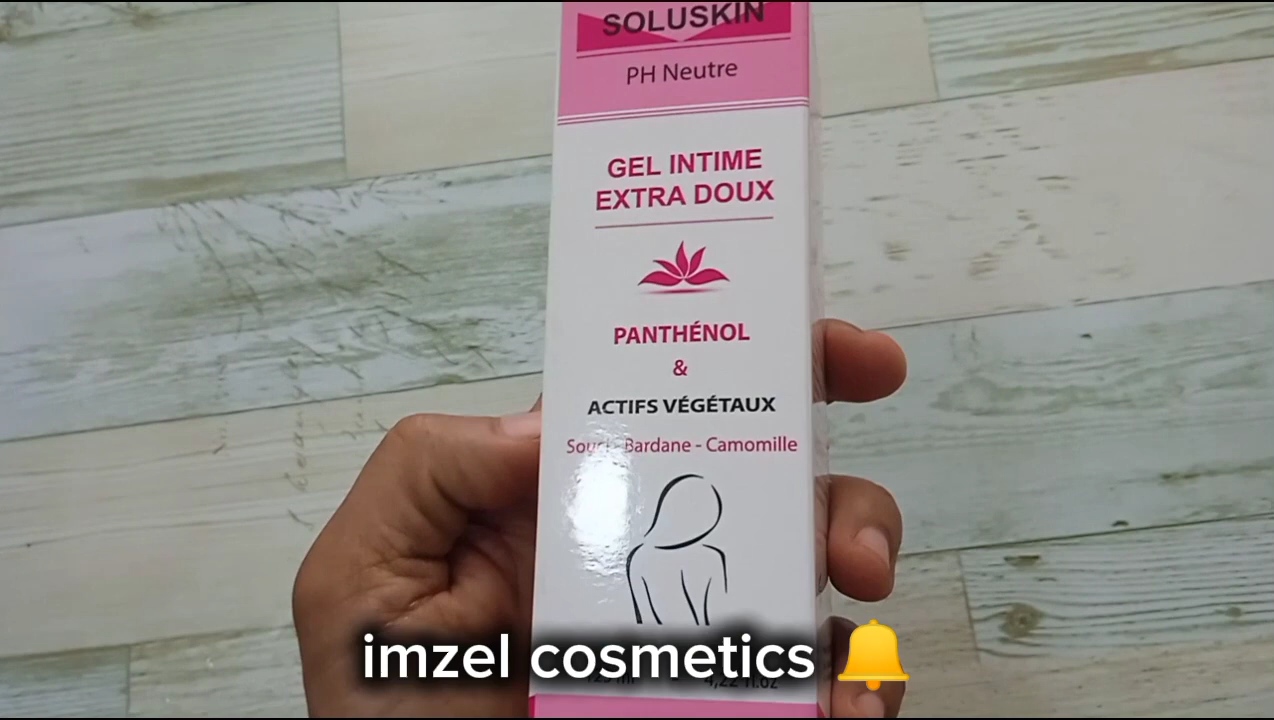 SOLUSKIN
PH Neutre
GEL INTIME
EXTRA DOUX
PANTHÉNOL
&
ACTIFS VÉGÉTAUX
Bardane - Camomille
imzel cosmetics 🔔